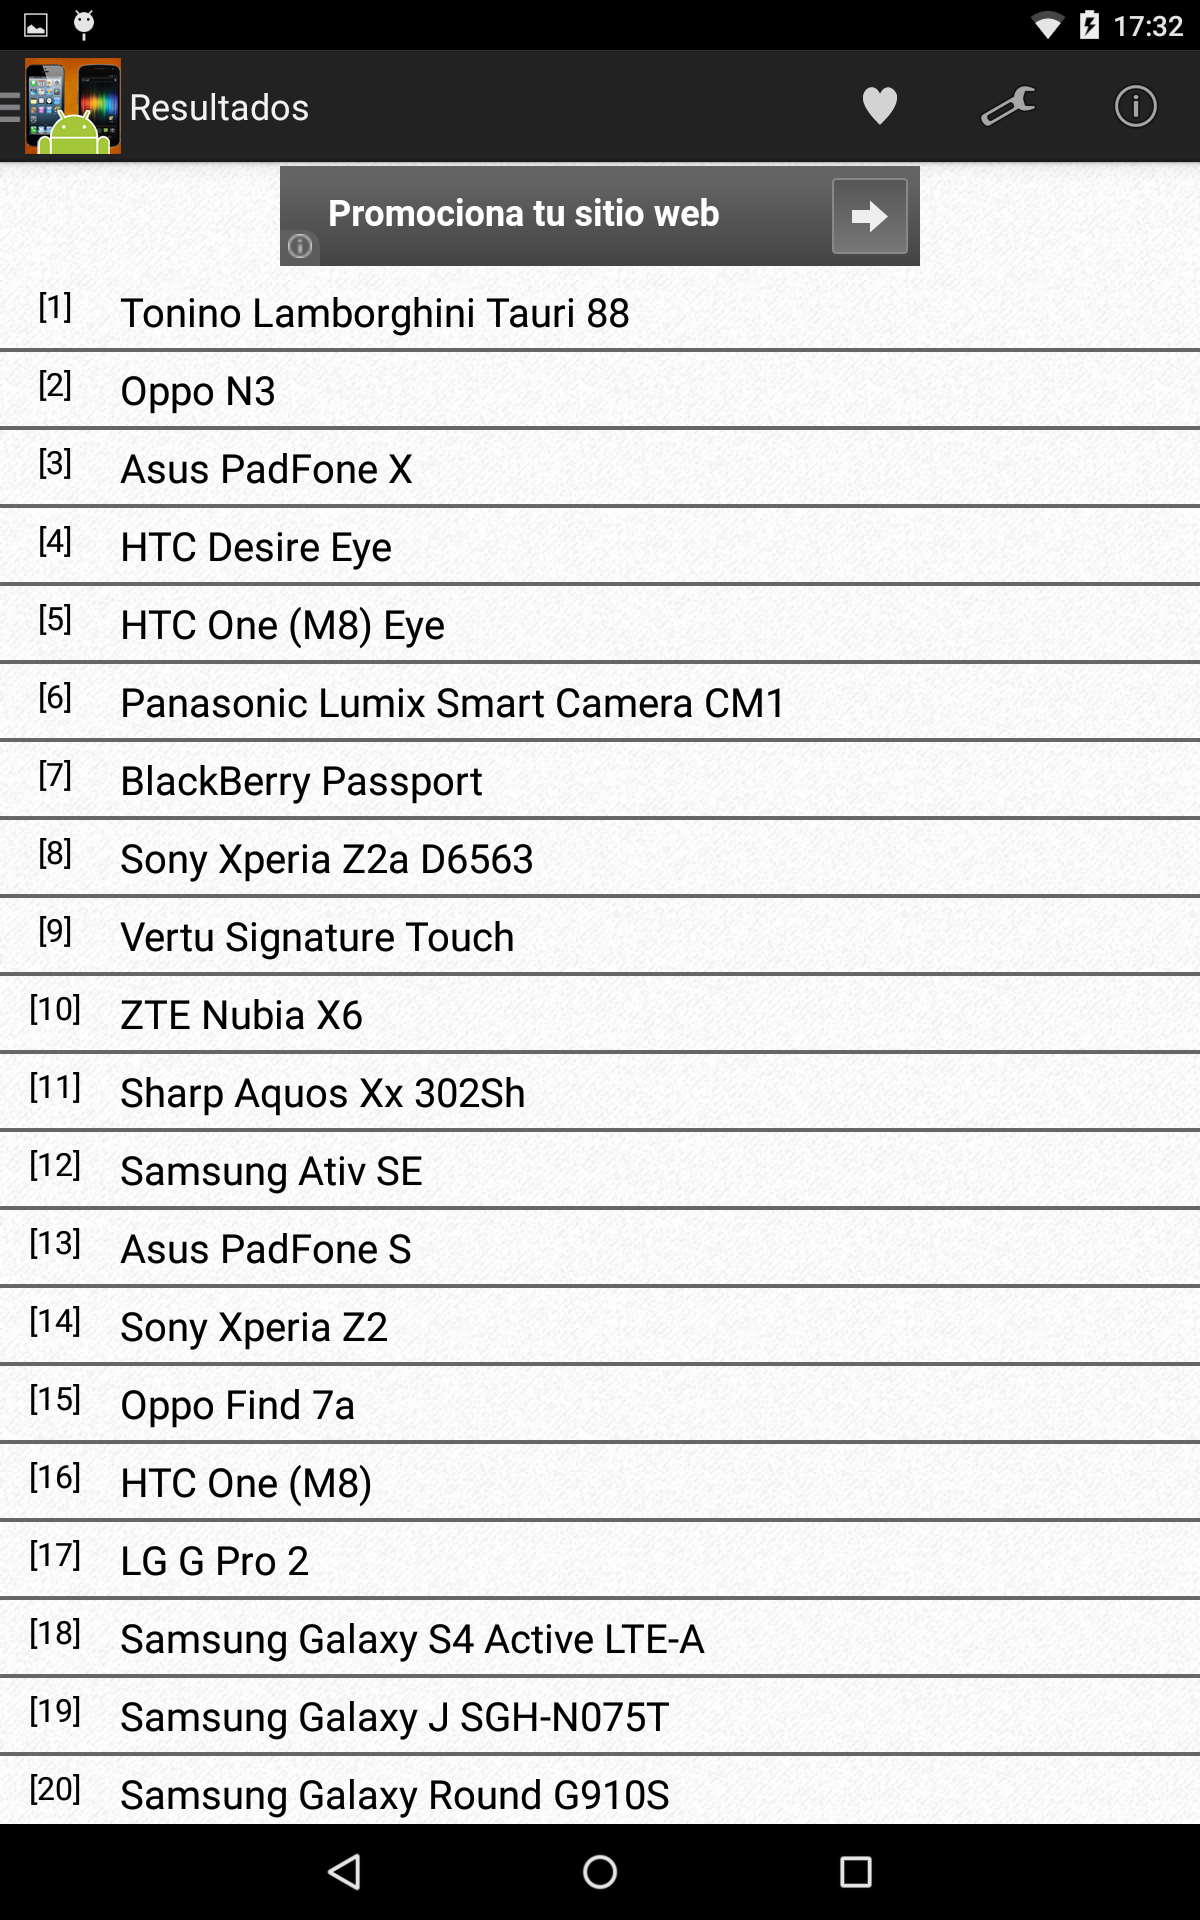 17:32
Resultados
Promociona tu sitio web
[1] Tonino Lamborghini Tauri 88
[2] Oppo N3
[3] Asus PadFone X
[4] HTC Desire Eye
[5] HTC One (M8) Eye
[6] Panasonic Lumix Smart Camera CM1
[7] BlackBerry Passport
[8] Sony Xperia Z2a D6563
[9] Vertu Signature Touch
[10] ZTE Nubia X6
[11] Sharp Aquos Xx 302Sh
[12] Samsung Ativ SE
[13] Asus PadFone S
[14] Sony Xperia Z2
[15] Oppo Find 7a
[16] HTC One (M8)
[17] LG G Pro 2
[18] Samsung Galaxy S4 Active LTE-A
[19] Samsung Galaxy J SGH-N075T
[20] Samsung Galaxy Round G910S